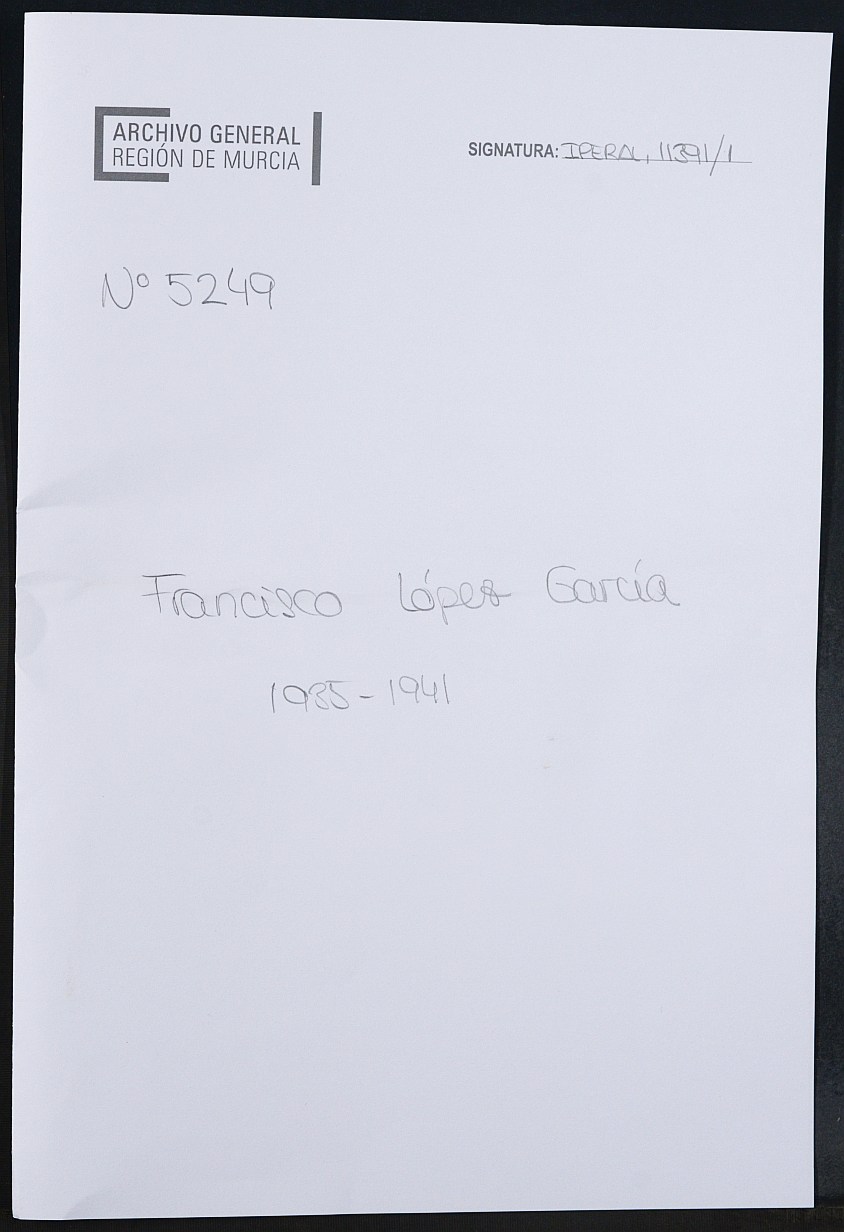 ARCHIVO GENERAL
REGIÓN DE MURCIA
SIGNATURA: IPERAL, 11391/1
Nº 5249
Francisco López García
1935-1941